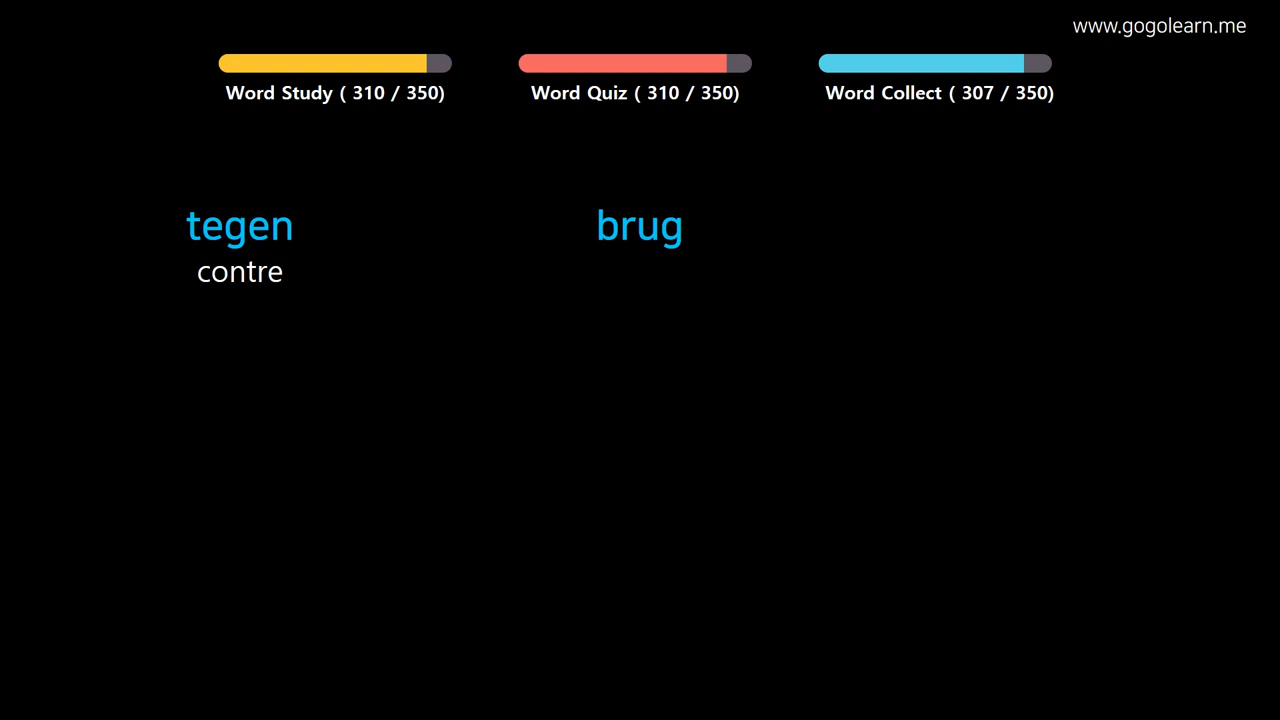 www.gogolearn.me
Word Study ( 310 / 350)
Word Quiz ( 310 / 350)
Word Collect ( 307 / 350)
tegen
contre
brug